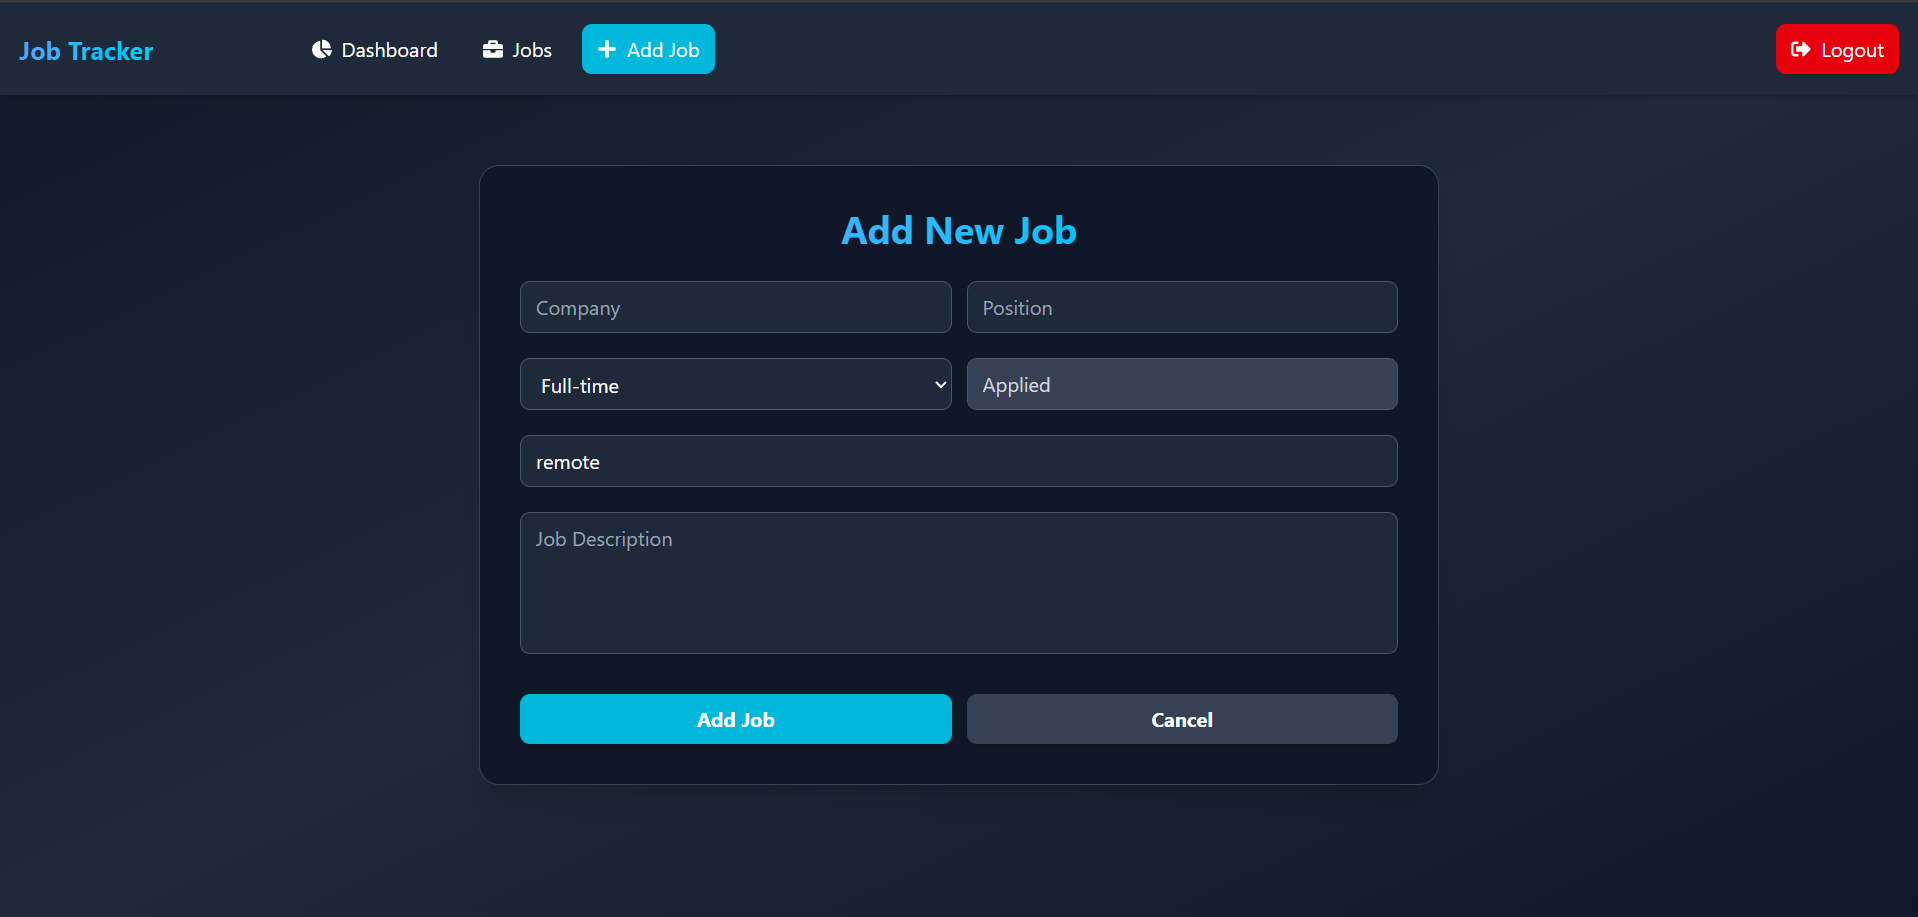 Job Tracker
Dashboard
Jobs
Add Job
Logout
Add New Job
Company
Position
Full-time
Applied
remote
Job Description
Add Job
Cancel